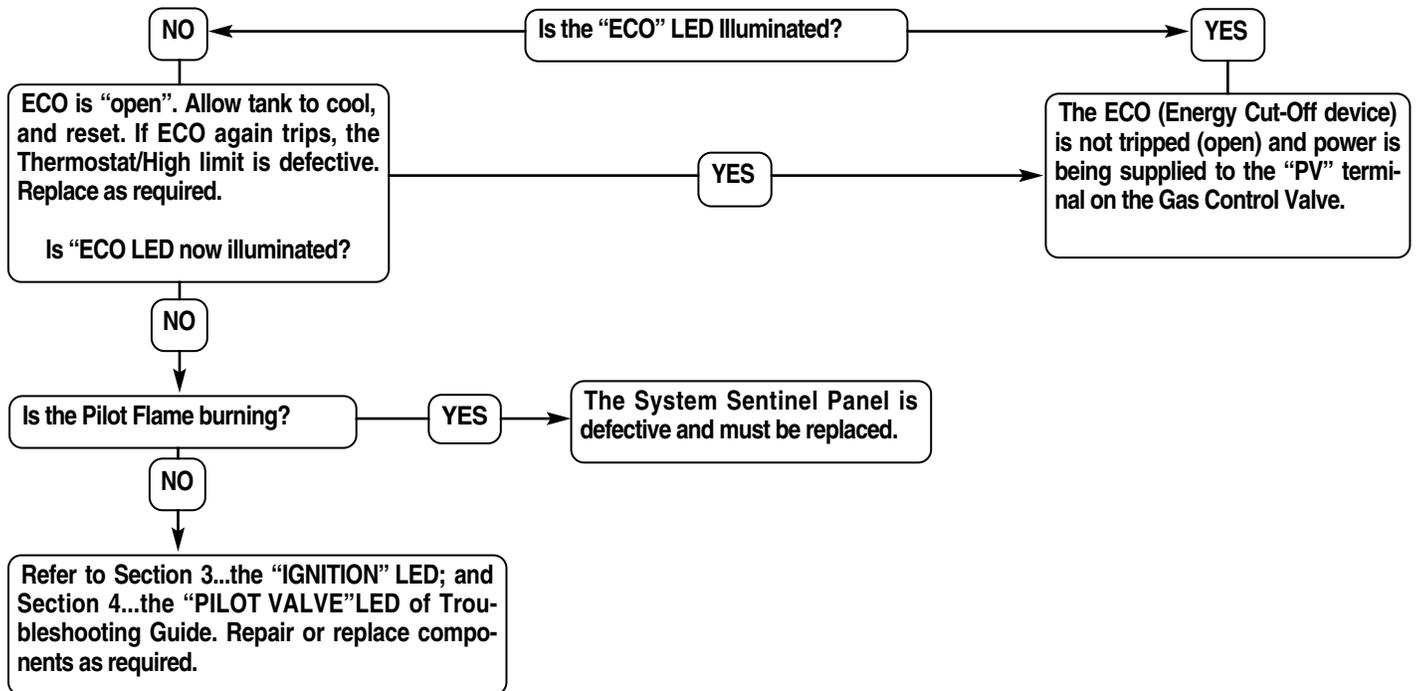 Is the “ECO” LED Illuminated?
NO
YES
ECO is “open”. Allow tank to cool,
and reset. If ECO again trips, the
Thermostat/High limit is defective.
Replace as required.
Is “ECO LED now illuminated?
YES
The ECO (Energy Cut-Off device)
is not tripped (open) and power is
being supplied to the “PV” termi-
nal on the Gas Control Valve.
NO
Is the Pilot Flame burning?
YES
The System Sentinel Panel is
defective and must be replaced.
NO
Refer to Section 3...the “IGNITION” LED; and
Section 4...the “PILOT VALVE”LED of Trou-
bleshooting Guide. Repair or replace compo-
nents as required.